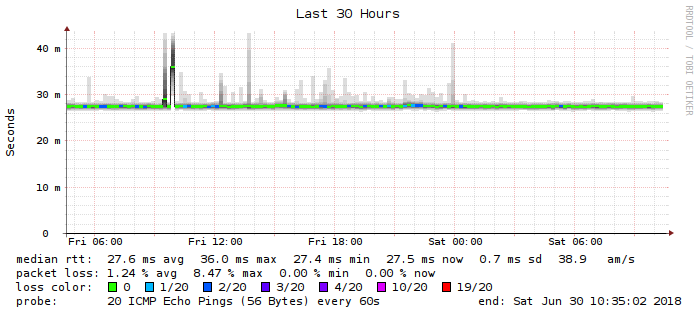 Last 30 Hours
RRDTOOL / TOBI OETIKER
Seconds
40 m
30 m
20 m
10 m
0
Fri 06:00 Fri 12:00 Fri 18:00 Sat 00:00 Sat 06:00
median rtt: 27.6 ms avg 36.0 ms max 27.4 ms min 27.5 ms now 0.7 ms sd 38.9 am/s
packet loss: 1.24 % avg 8.47 % max 0.00 % min 0.00 % now
loss color: 0 1/20 2/20 3/20 4/20 10/20 19/20
probe: 20 ICMP Echo Pings (56 Bytes) every 60s end: Sat Jun 30 10:35:02 2018